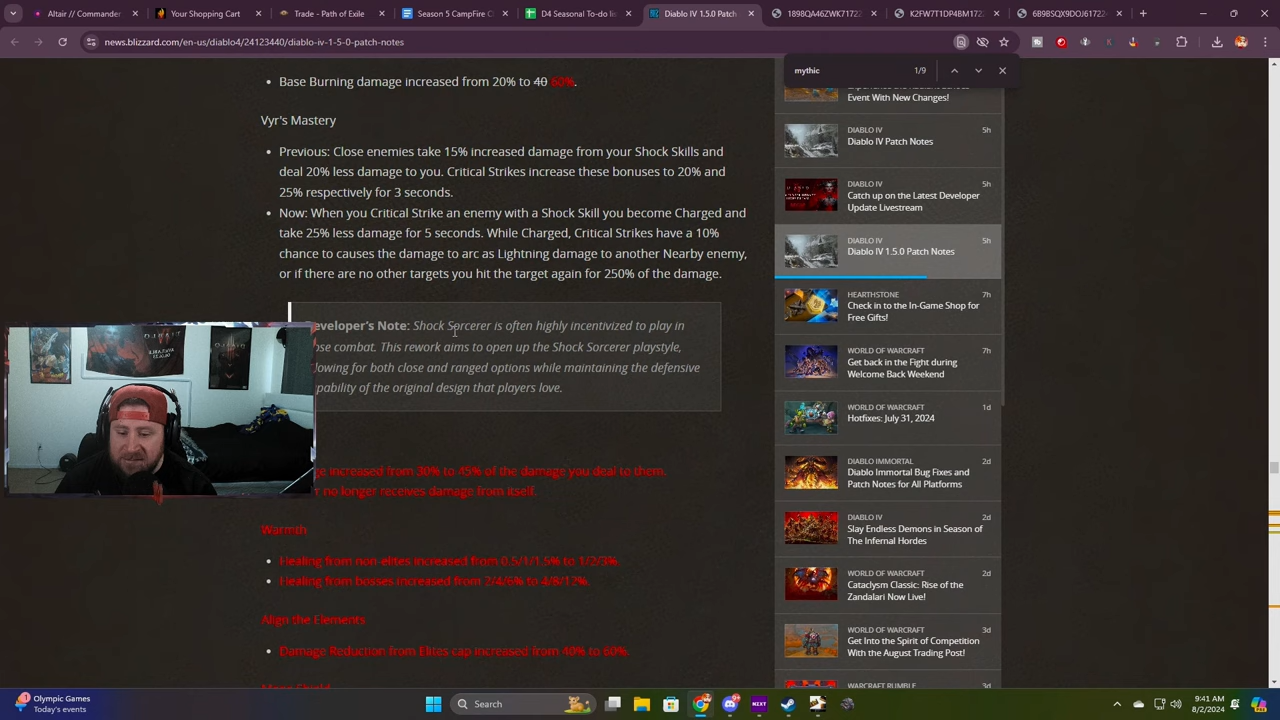 Altair // Commander
Your Shopping Cart
Trade - Path of Exile
Season 5 CampFire C
D4 Seasonal To-do lis
Diablo IV 1.5.0 Patch
1898QA46ZWK71722
K2FW7T1DP4BM1722
6B98SQX9DOJ61722
news.blizzard.com/en-us/diablo4/24123440/diablo-iv-1-5-0-patch-notes
mythic
1/9
Base Burning damage increased from 20% to 40 60%.
Vyr's Mastery
Previous: Close enemies take 15% increased damage from your Shock Skills and
deal 20% less damage to you. Critical Strikes increase these bonuses to 20% and
25% respectively for 3 seconds.
Now: When you Critical Strike an enemy with a Shock Skill you become Charged and
take 25% less damage for 5 seconds. While Charged, Critical Strikes have a 10%
chance to causes the damage to arc as Lightning damage to another Nearby enemy,
or if there are no other targets you hit the target again for 250% of the damage.
eveloper's Note: Shock Sorcerer is often highly incentivized to play in
ose combat. This rework aims to open up the Shock Sorcerer playstyle,
lowing for both close and ranged options while maintaining the defensive
pability of the original design that players love.
ge increased from 30% to 45% of the damage you deal to them.
r no longer receives damage from itself.
Warmth
Healing from non-elites increased from 0.5/1/1.5% to 1/2/3%.
Healing from bosses increased from 2/4/6% to 4/8/12%.
Align the Elements
Damage Reduction from Elites cap increased from 40% to 60%.
Mana Shield
Event With New Changes!
DIABLO IV
5h
Diablo IV Patch Notes
DIABLO IV
5h
Catch up on the Latest Developer
Update Livestream
DIABLO IV
5h
Diablo IV 1.5.0 Patch Notes
HEARTHSTONE
7h
Check in to the In-Game Shop for
Free Gifts!
WORLD OF WARCRAFT
7h
Get back in the Fight during
Welcome Back Weekend
WORLD OF WARCRAFT
1d
Hotfixes: July 31, 2024
DIABLO IMMORTAL
2d
Diablo Immortal Bug Fixes and
Patch Notes for All Platforms
DIABLO IV
2d
Slay Endless Demons in Season of
The Infernal Hordes
WORLD OF WARCRAFT
2d
Cataclysm Classic: Rise of the
Zandalari Now Live!
WORLD OF WARCRAFT
3d
Get Into the Spirit of Competition
With the August Trading Post!
WARCRAFT RUMBLE
3d
Olympic Games
Today's events
Search
NZXT
9:41 AM
8/2/2024